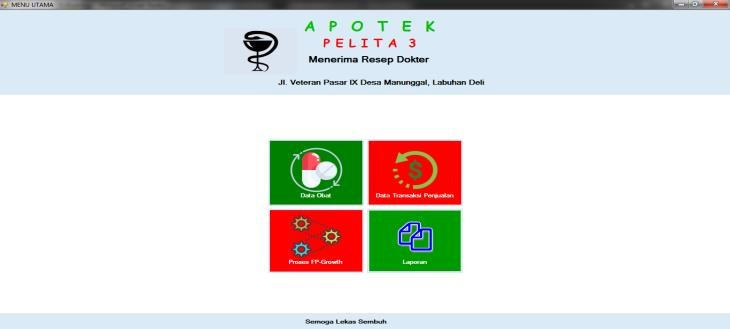 MENU UTAMA
A P O T E K
P E L I T A 3
Menerima Resep Dokter
Jl. Veteran Pasar IX Desa Manunggal, Labuhan Deli
Data Obat
Data Transaksi Penjualan
Proses FP-Growth
Laporan
Semoga Lekas Sembuh